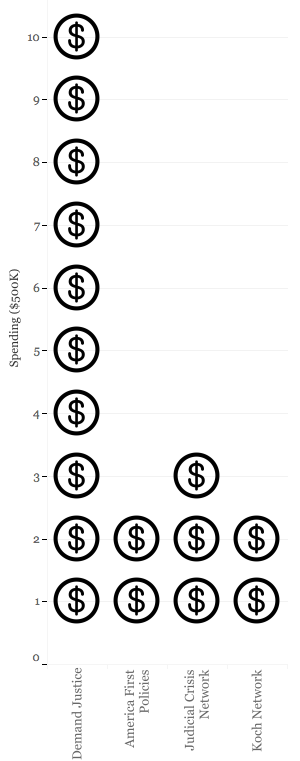 10
9
8
7
6
5
4
3
2
1
0
Spending ($500K)
Demand Justice
America First
Policies
Judicial Crisis
Network
Koch Network
$
$
$
$
$
$
$
$ $
$ $ $ $
$ $ $ $